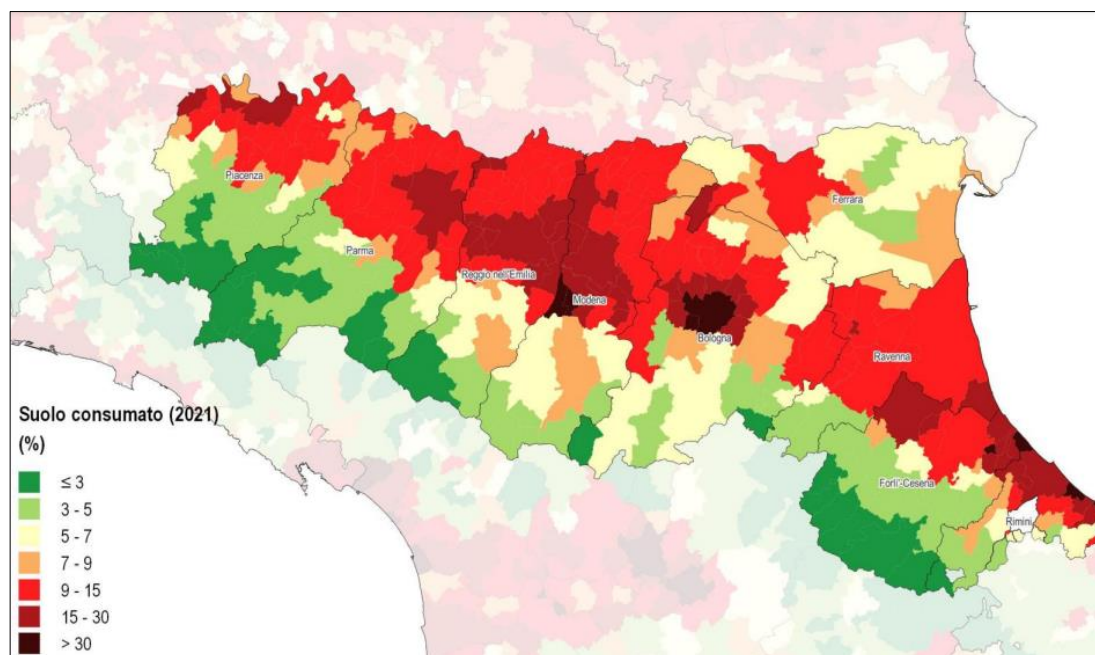 Piacenza
Ferrara
Parma
Reggio nell'Emilia
Modena
Bologna
Ravenna
Forlì-Cesena
Rimini
Suolo consumato (2021)
(%)
≤ 3
3 - 5
5 - 7
7 - 9
9 - 15
15 - 30
> 30